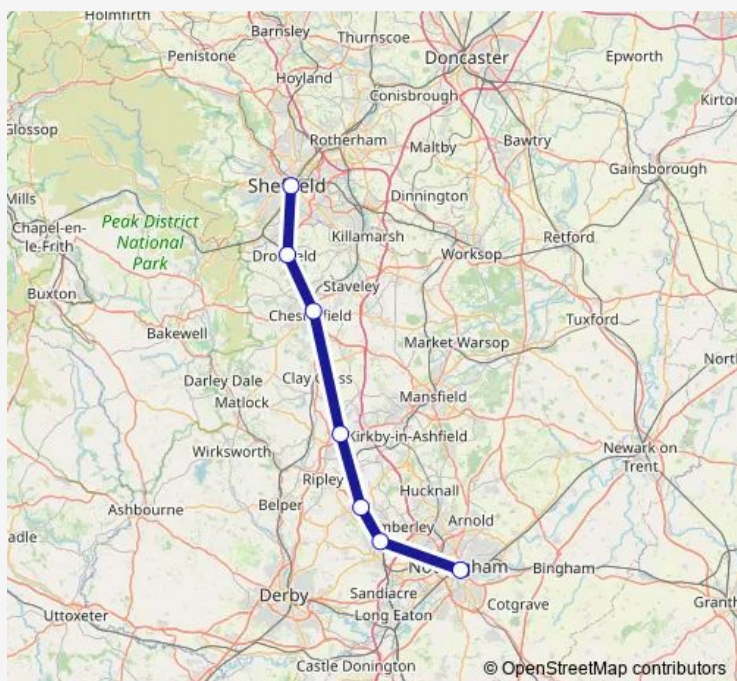 Holmfirth
Barnsley
Thurnscoe
Doncaster
Epworth
Penistone
Hoyland
Conisbrough
Kirton
Glossop
Rotherham
Maltby
Bawtry
Gainsborough
Mills
Dinnington
Chapel-en-
le-Frith
Peak District
National
Park
Killamarsh
Worksop
Retford
Buxton
Staveley
Tuxford
Bakewell
Market Warsop
North
Darley Dale
Matlock
Mansfield
Wirksworth
Kirkby-in-Ashfield
Newark on
Trent
Ripley
Hucknall
Ashbourne
Belper
Arnold
adle
Bingham
Derby
Sandiacre
Cotgrave
Granth
Uttoxeter
Long Eaton
Castle Donington
© OpenStreetMap contributors